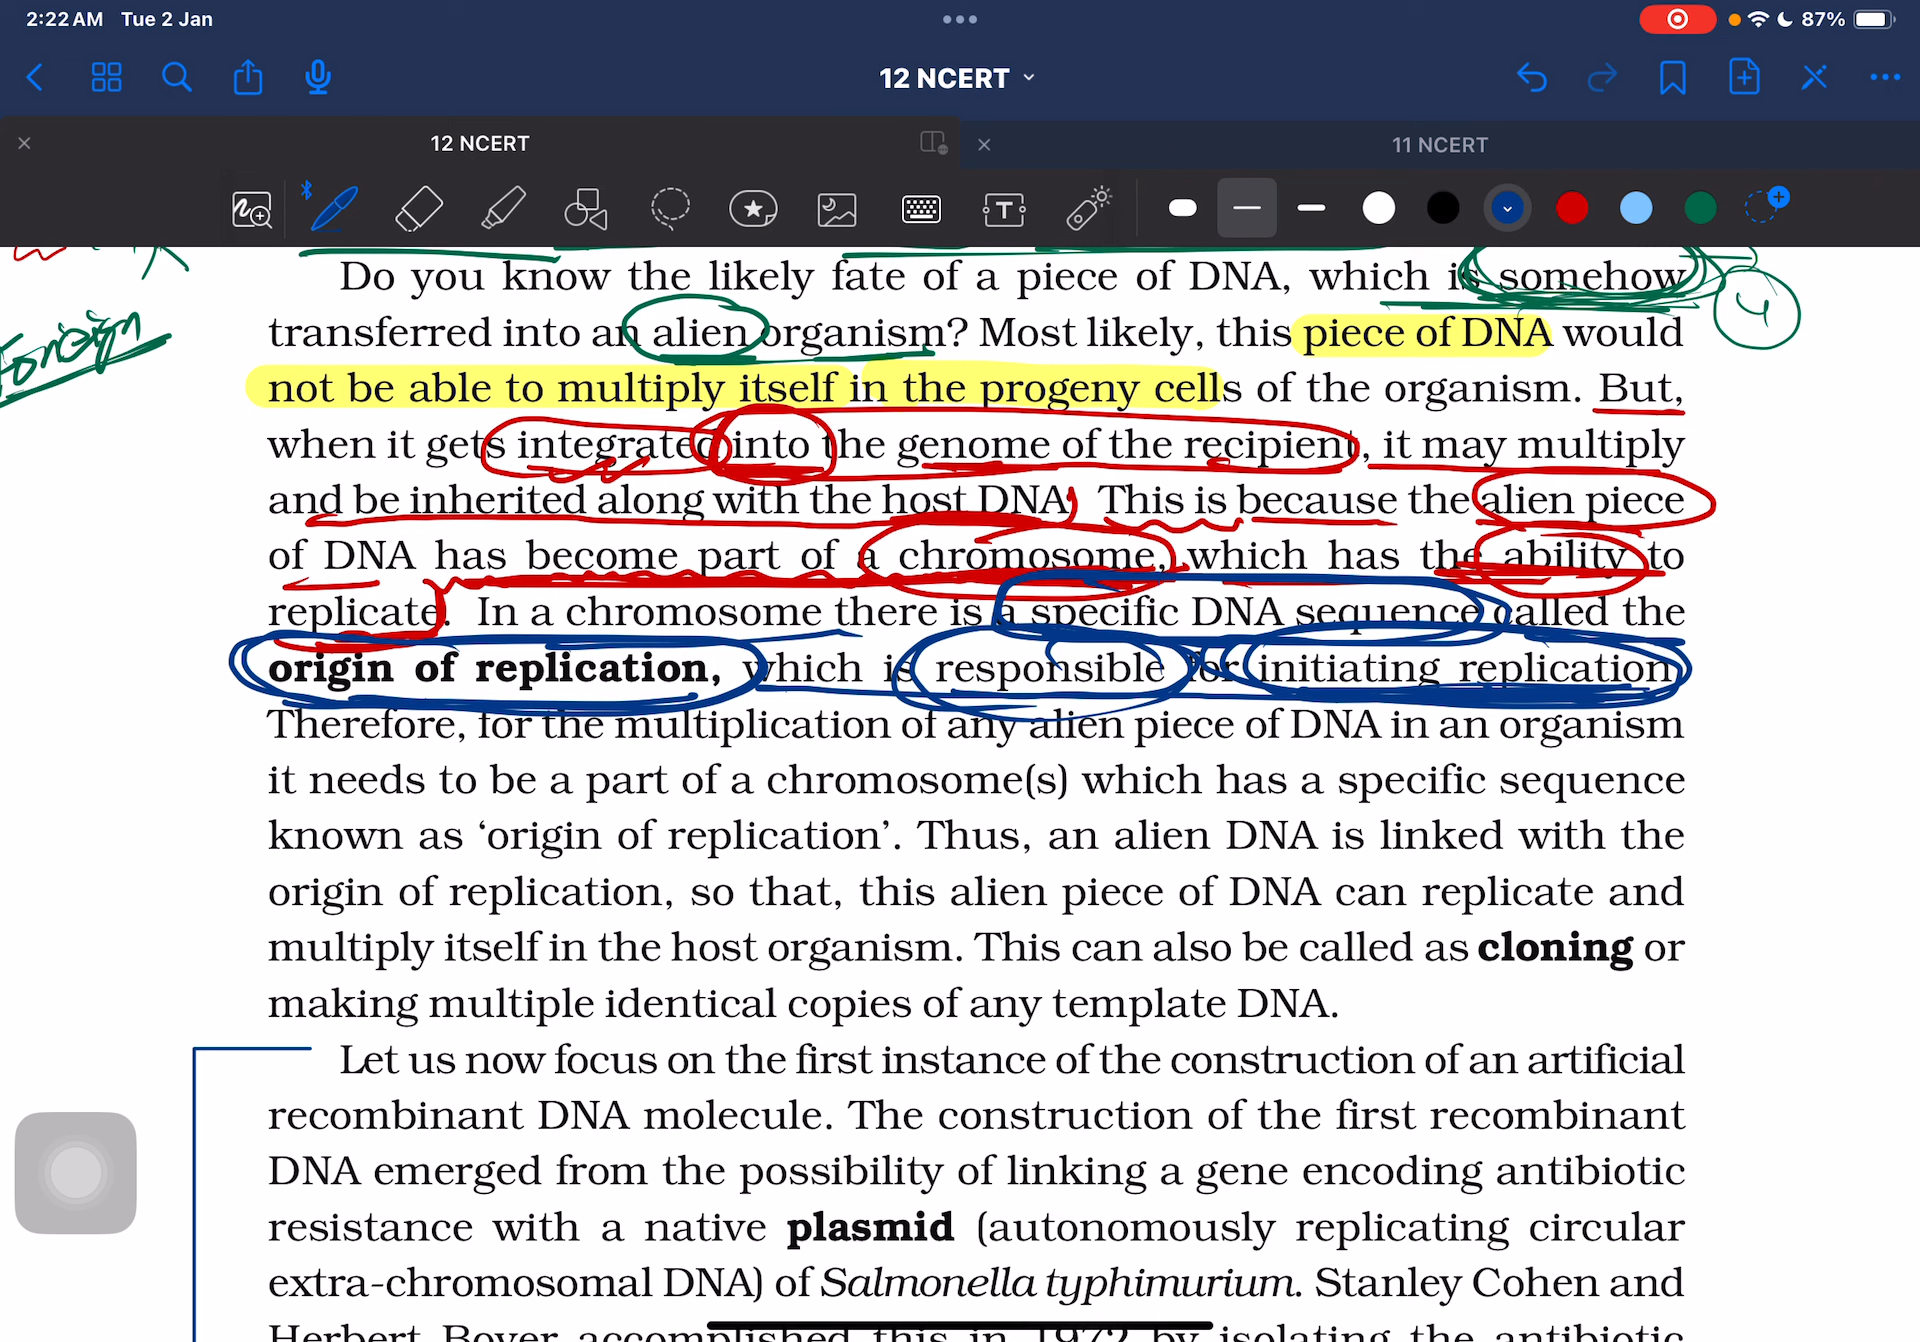 2:22 AM Tue 2 Jan
87%
12 NCERT
12 NCERT
11 NCERT
Do you know the likely fate of a piece of DNA, which is somehow
4
transferred into an alien organism? Most likely, this piece of DNA would
Foreign
not be able to multiply itself in the progeny cells of the organism. But,
when it gets integrated into the genome of the recipient, it may multiply
and be inherited along with the host DNA. This is because the alien piece
of DNA has become part of a chromosome, which has the ability to
replicate. In a chromosome there is a specific DNA sequence called the
origin of replication, which is responsible for initiating replication.
Therefore, for the multiplication of any alien piece of DNA in an organism
it needs to be a part of a chromosome(s) which has a specific sequence
known as ‘origin of replication’. Thus, an alien DNA is linked with the
origin of replication, so that, this alien piece of DNA can replicate and
multiply itself in the host organism. This can also be called as cloning or
making multiple identical copies of any template DNA.
Let us now focus on the first instance of the construction of an artificial
recombinant DNA molecule. The construction of the first recombinant
DNA emerged from the possibility of linking a gene encoding antibiotic
resistance with a native plasmid (autonomously replicating circular
extra-chromosomal DNA) of Salmonella typhimurium. Stanley Cohen and
Herbert Boyer accomplished this in 1972 by isolating the antibiotic